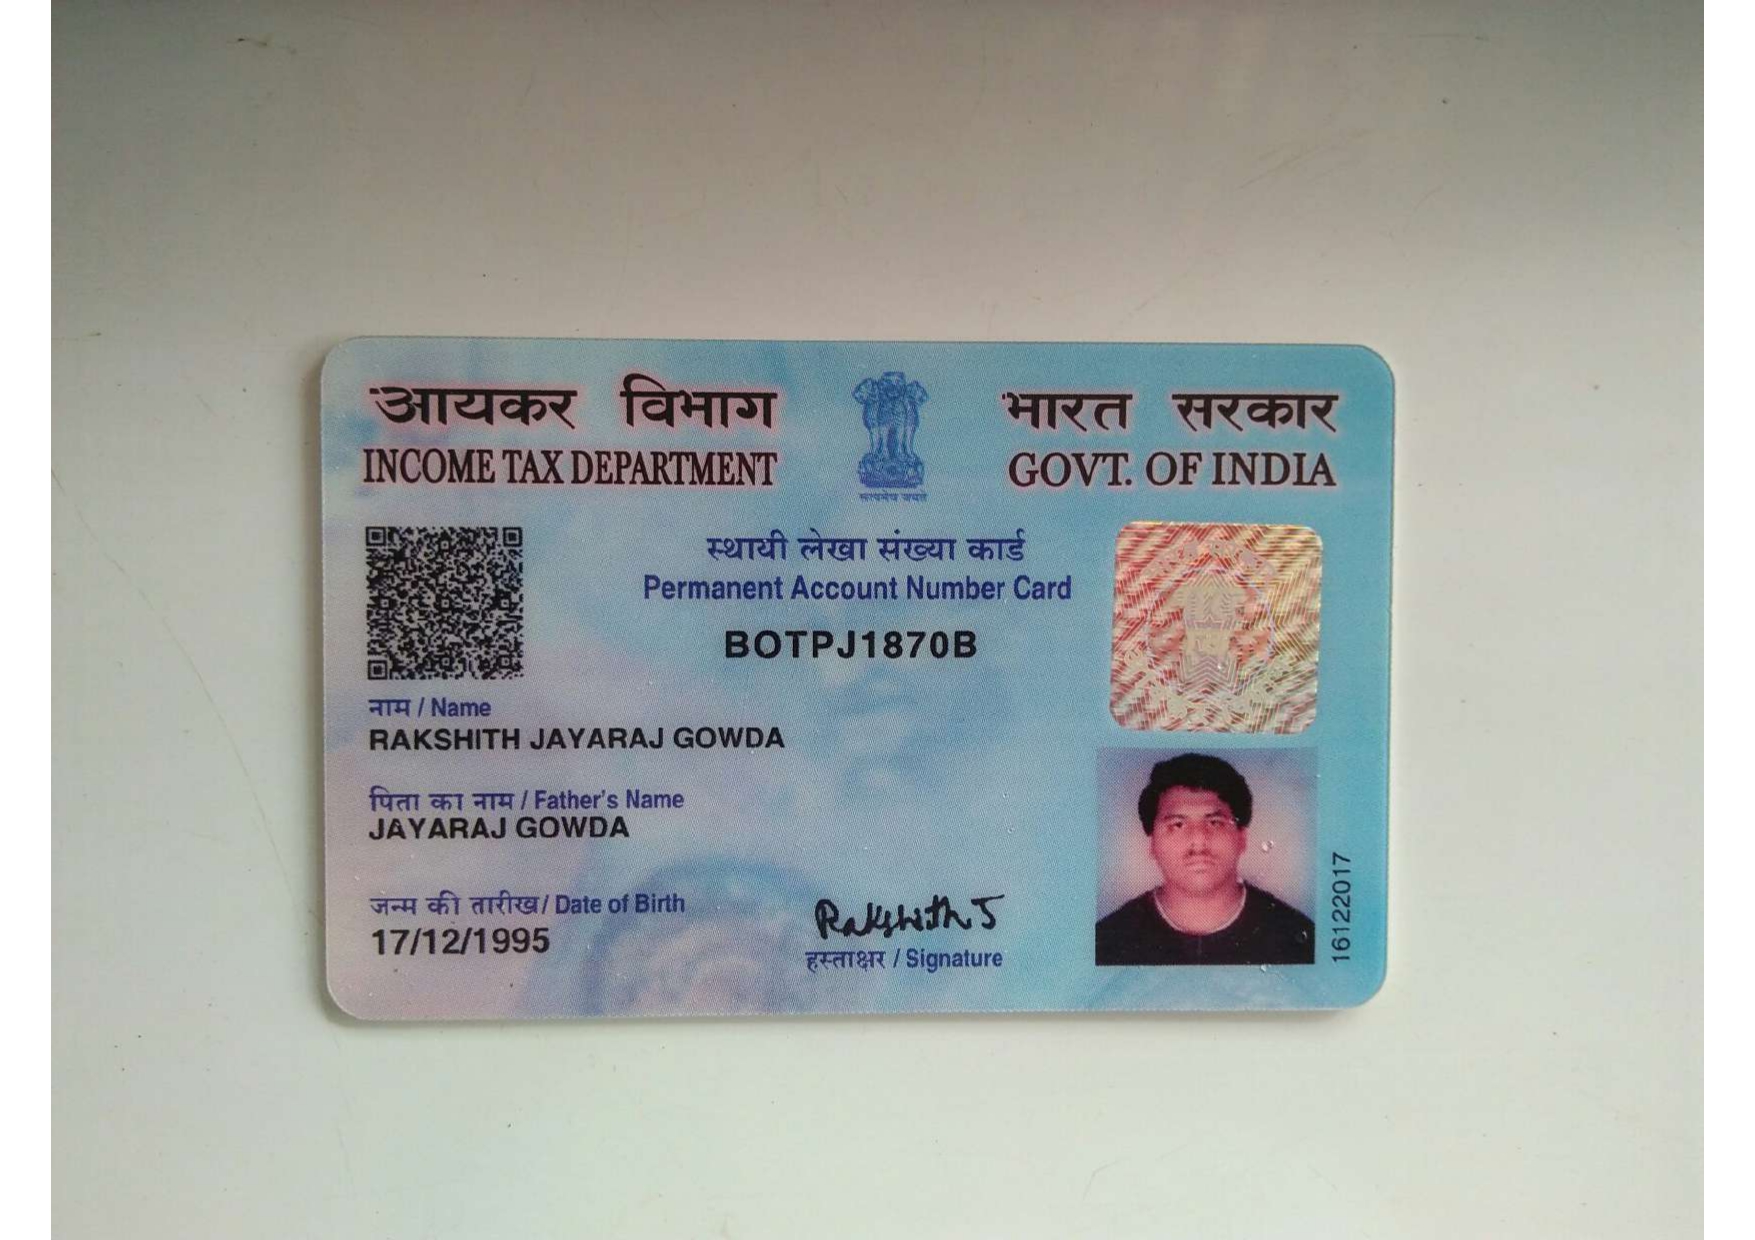 आयकर विभाग
INCOME TAX DEPARTMENT
सत्यमेव जयते
भारत सरकार
GOVT. OF INDIA
स्थायी लेखा संख्या कार्ड
Permanent Account Number Card
BOTPJ1870B
नाम / Name
RAKSHITH JAYARAJ GOWDA
पिता का नाम / Father's Name
JAYARAJ GOWDA
जन्म की तारीख/ Date of Birth
17/12/1995
Rakshith J
हस्ताक्षर / Signature
16122017